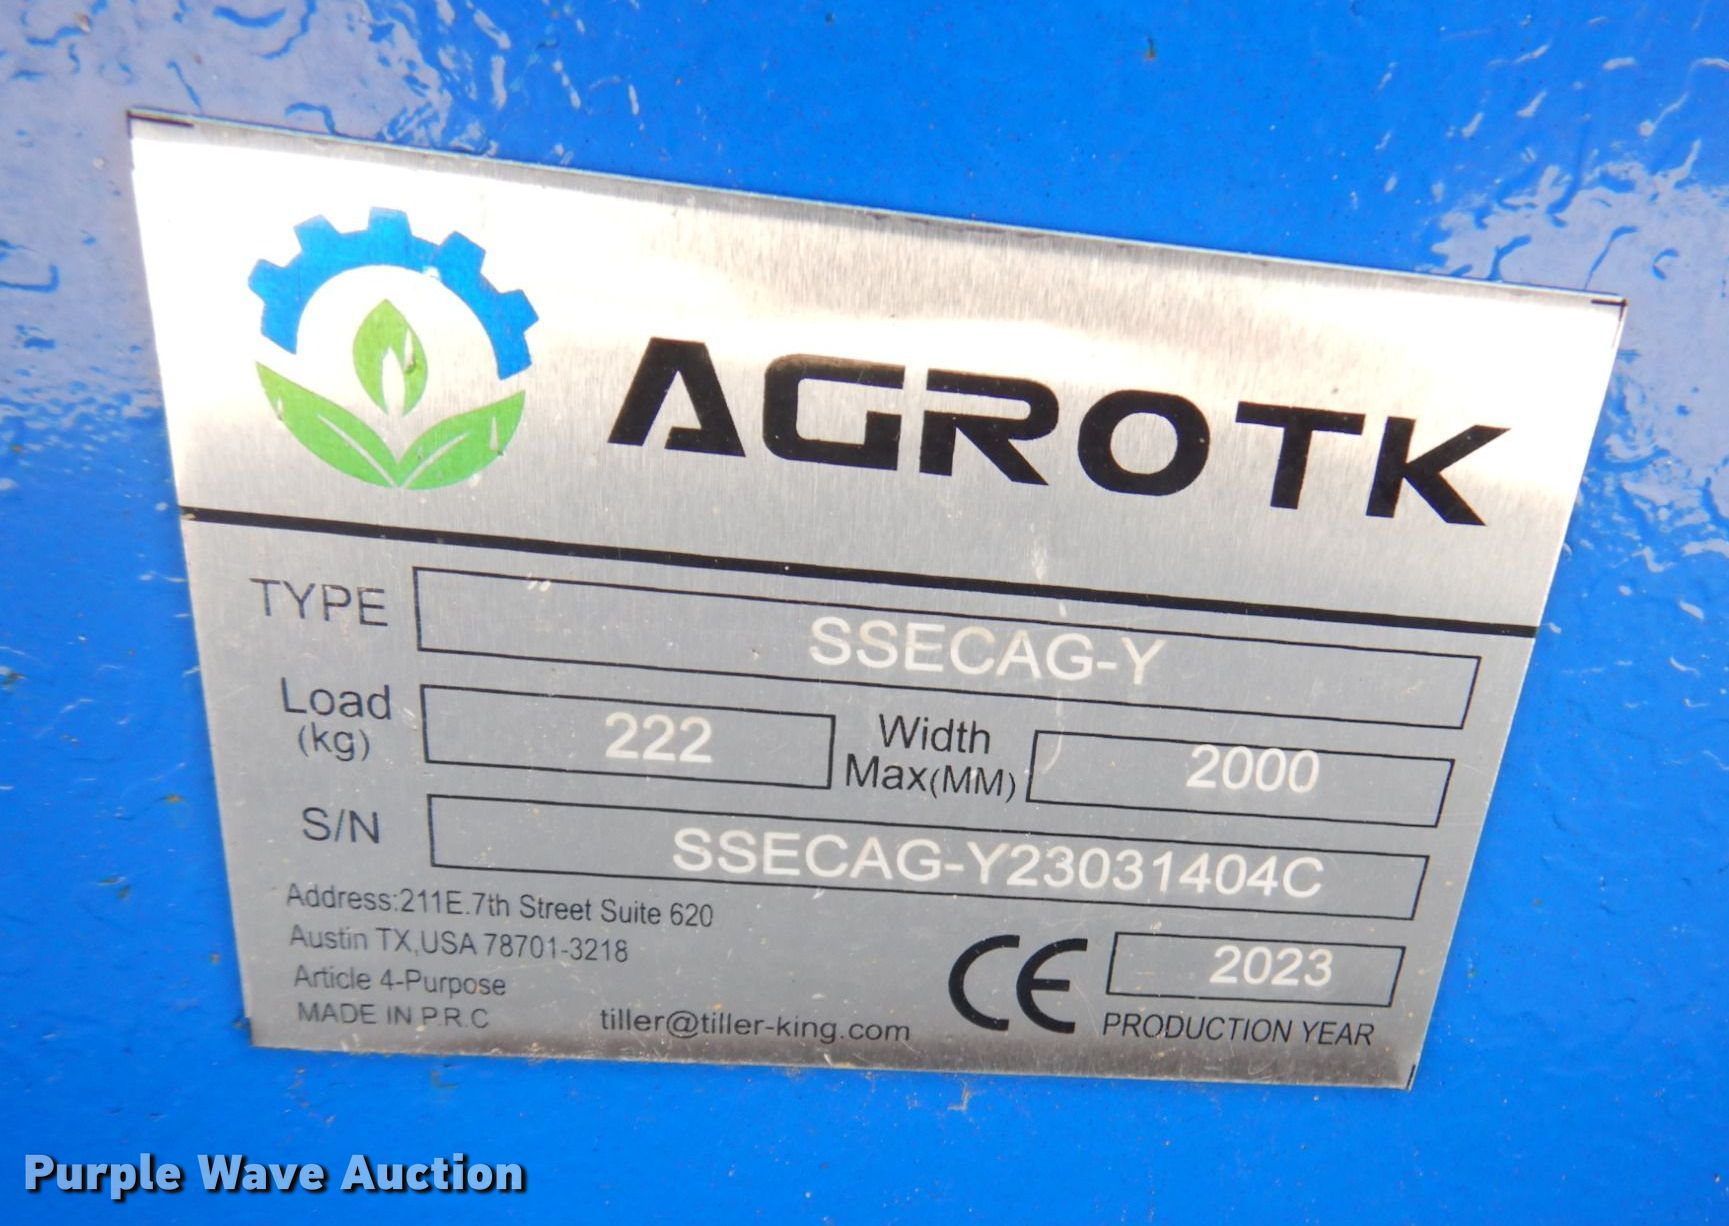 AGROTK
TYPE SSECAG-Y
Load (kg) 222 Width Max(MM) 2000
S/N SSECAG-Y23031404C
Address:211E.7th Street Suite 620
Austin TX,USA 78701-3218
Article 4-Purpose
MADE IN P.R.C
tiller@tiller-king.com
CE
2023
PRODUCTION YEAR
Purple Wave Auction